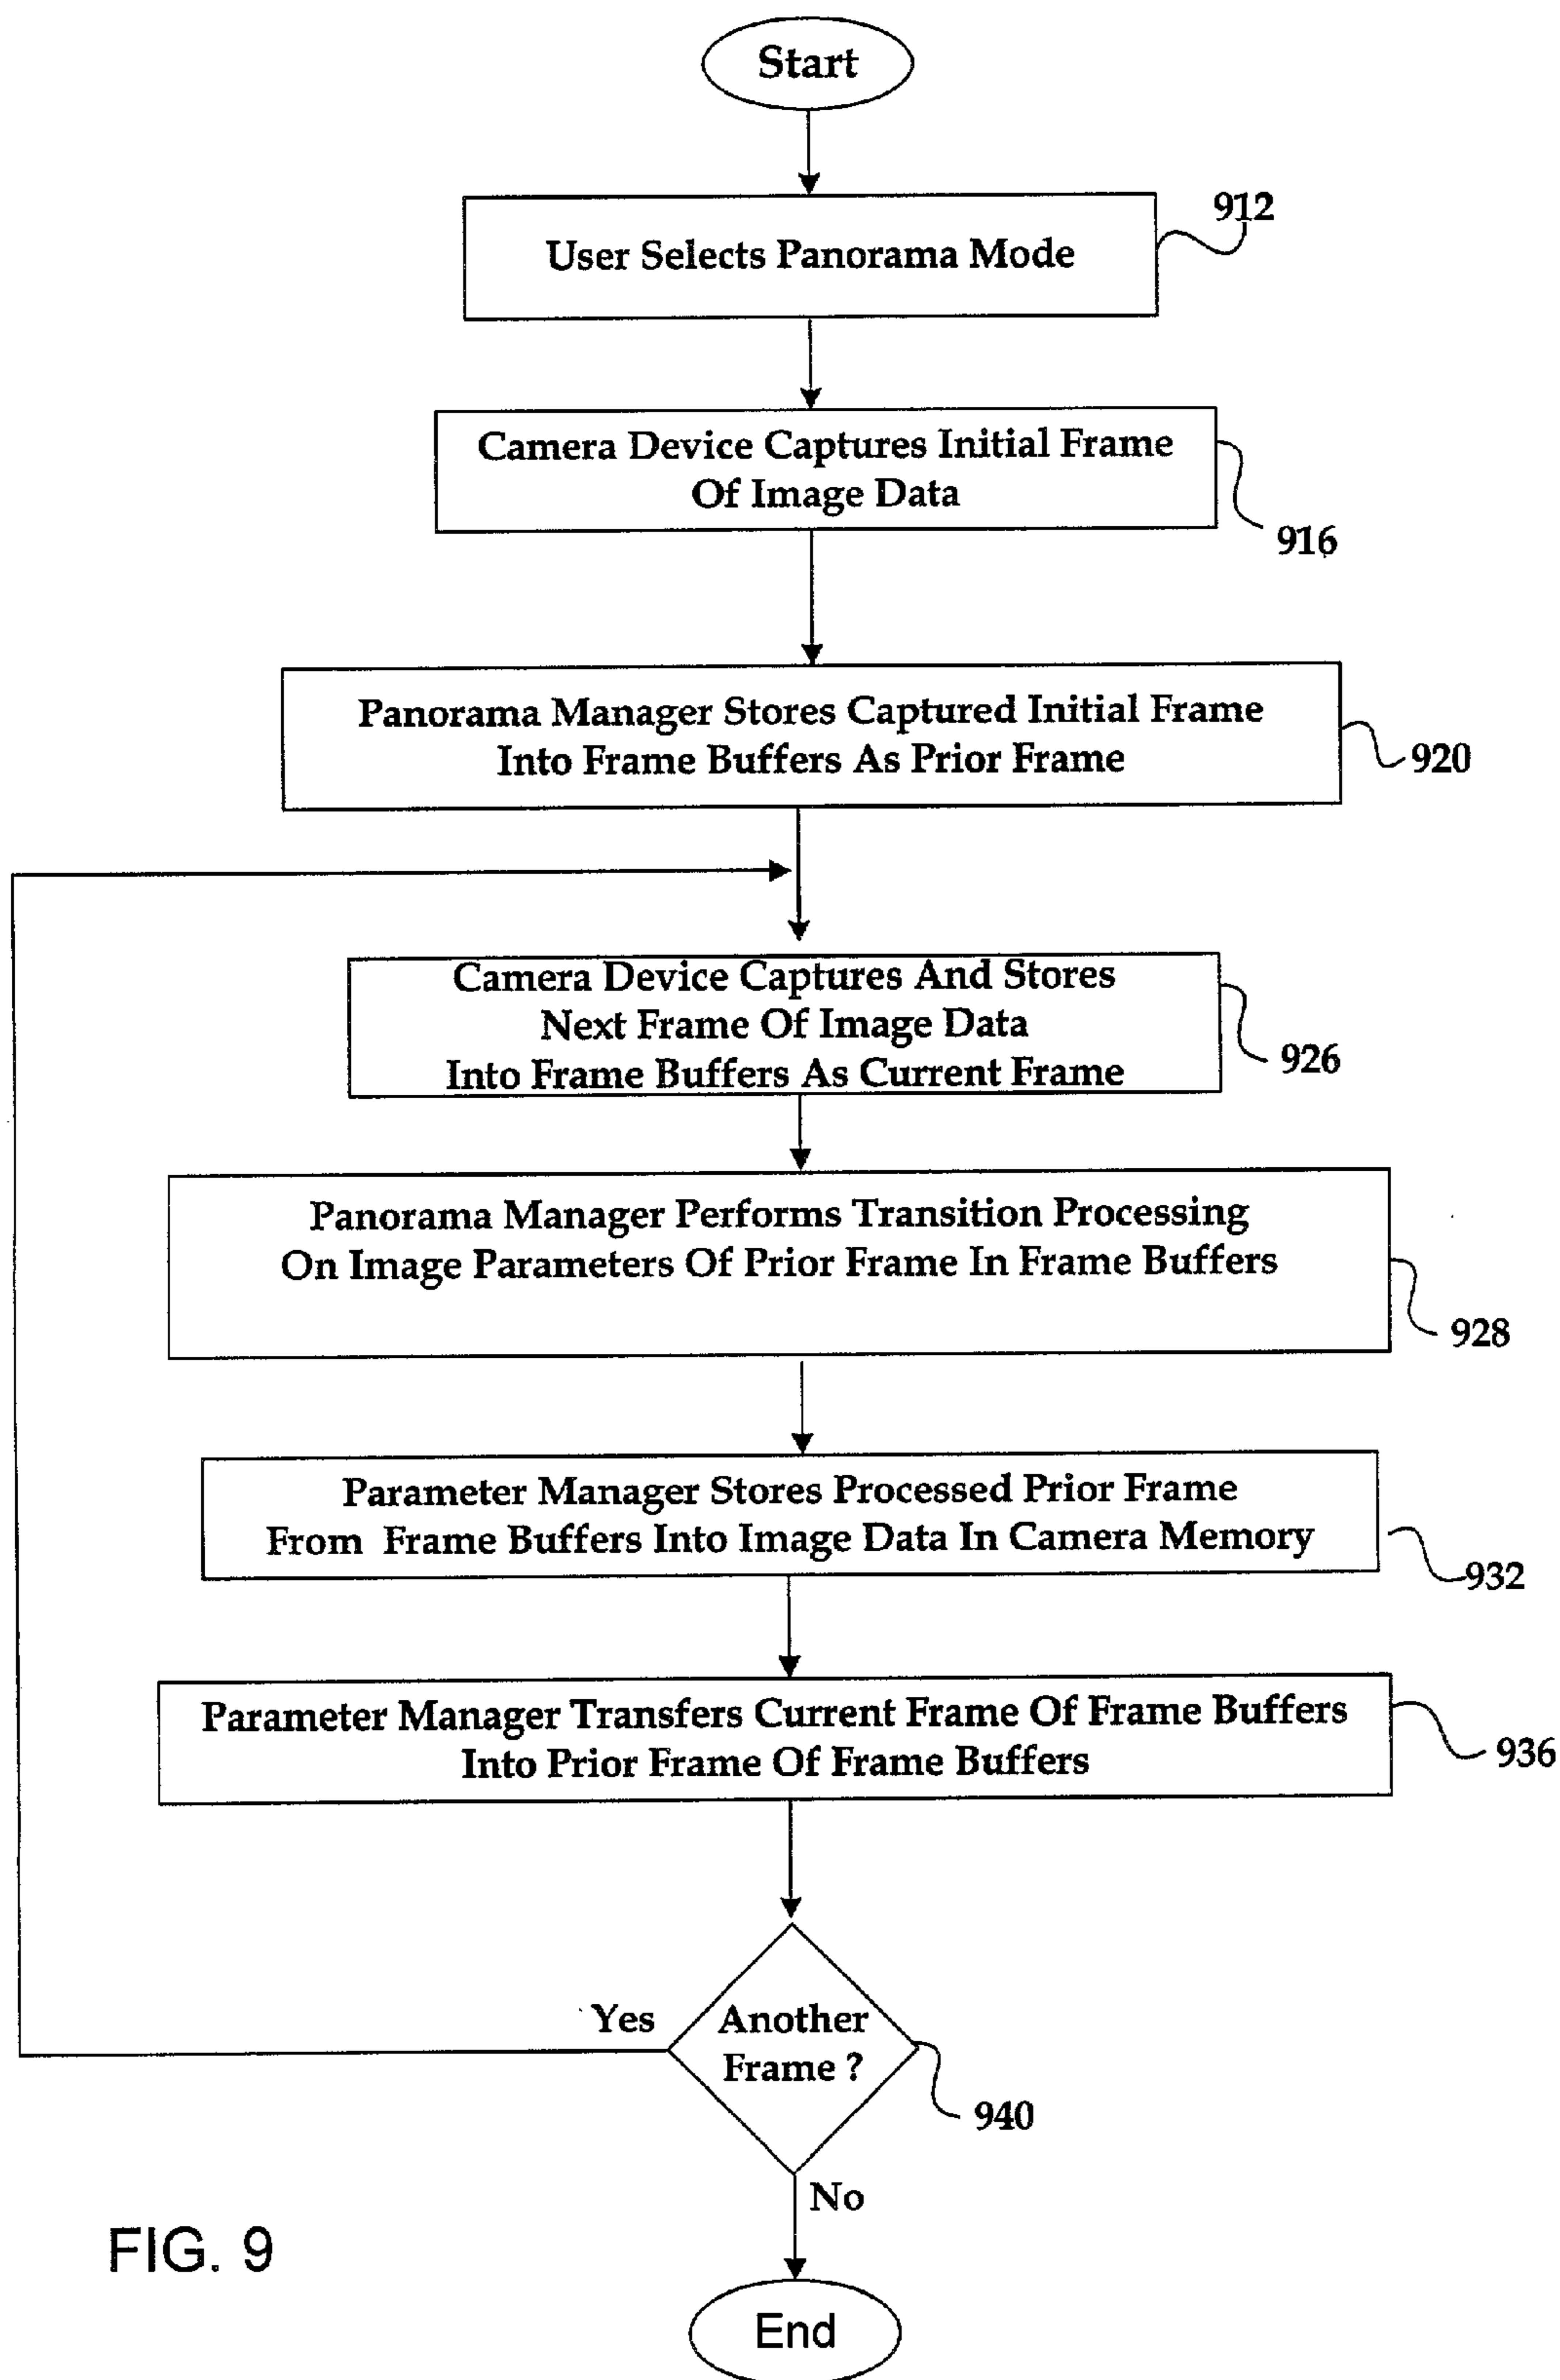 Start
User Selects Panorama Mode
912
Camera Device Captures Initial Frame
Of Image Data
916
Panorama Manager Stores Captured Initial Frame
Into Frame Buffers As Prior Frame
920
Camera Device Captures And Stores
Next Frame Of Image Data
Into Frame Buffers As Current Frame
926
Panorama Manager Performs Transition Processing
On Image Parameters Of Prior Frame In Frame Buffers
928
Parameter Manager Stores Processed Prior Frame
From Frame Buffers Into Image Data In Camera Memory
932
Parameter Manager Transfers Current Frame Of Frame Buffers
Into Prior Frame Of Frame Buffers
936
Yes
Another
Frame ?
940
No
FIG. 9
End